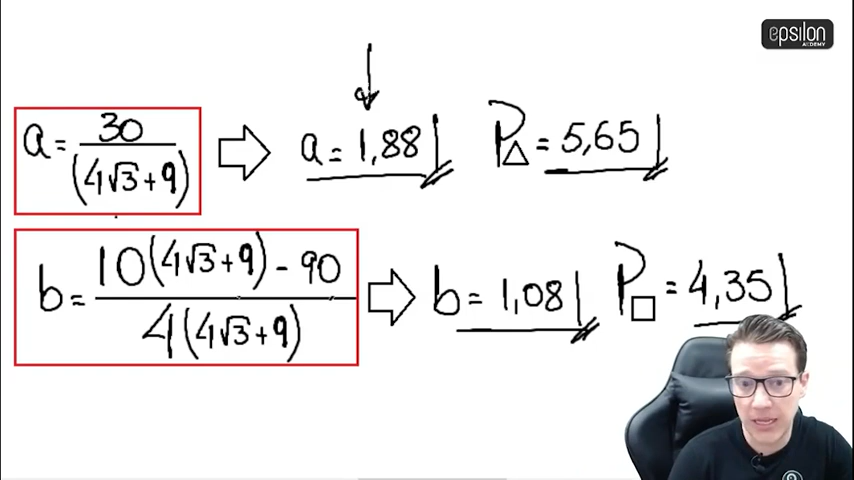 epsilon
ACADEMY
a = 30 / (4√3+9) ⇨ a = 1,88 P△ = 5,65
b = 10(4√3+9) - 90 / 4(4√3+9) ⇨ b = 1,08 P□ = 4,35